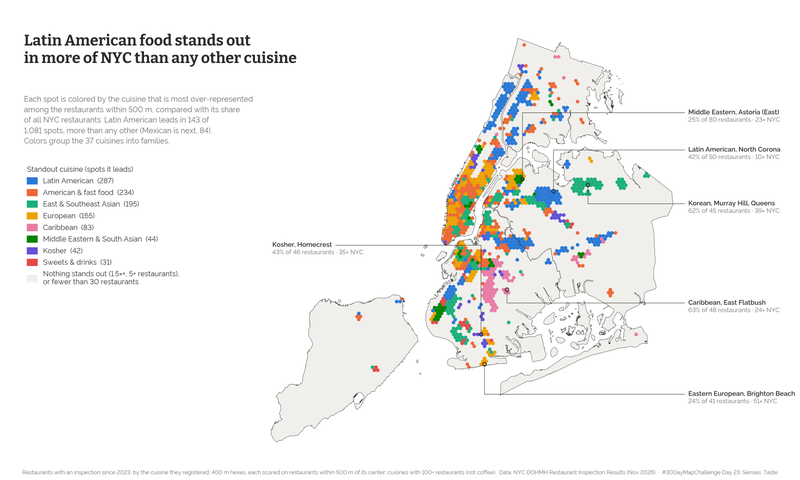 Latin American food stands out
in more of NYC than any other cuisine
Each spot is colored by the cuisine that is most over-represented
among the restaurants within 500 m, compared with its share
of all NYC restaurants. Latin American leads in 143 of
1,081 spots, more than any other (Mexican is next, 84).
Colors group the 37 cuisines into families.
Standout cuisine (spots it leads)
Latin American (287)
American & fast food (234)
East & Southeast Asian (195)
European (165)
Caribbean (83)
Middle Eastern & South Asian (44)
Kosher (42)
Sweets & drinks (31)
Nothing stands out (1.5×+, 5+ restaurants),
or fewer than 30 restaurants
Middle Eastern, Astoria (East)
25% of 80 restaurants · 23× NYC
Latin American, North Corona
42% of 50 restaurants · 10× NYC
Korean, Murray Hill, Queens
62% of 45 restaurants · 39× NYC
Kosher, Homecrest
43% of 46 restaurants · 35× NYC
Caribbean, East Flatbush
63% of 48 restaurants · 24× NYC
Eastern European, Brighton Beach
24% of 41 restaurants · 51× NYC
Restaurants with an inspection since 2023, by the cuisine they registered; 400 m hexes, each scored on restaurants within 500 m of its center; cuisines with 100+ restaurants (not coffee). Data: NYC DOHMH Restaurant Inspection Results (Nov 2026) · #30DayMapChallenge Day 23: Senses: Taste